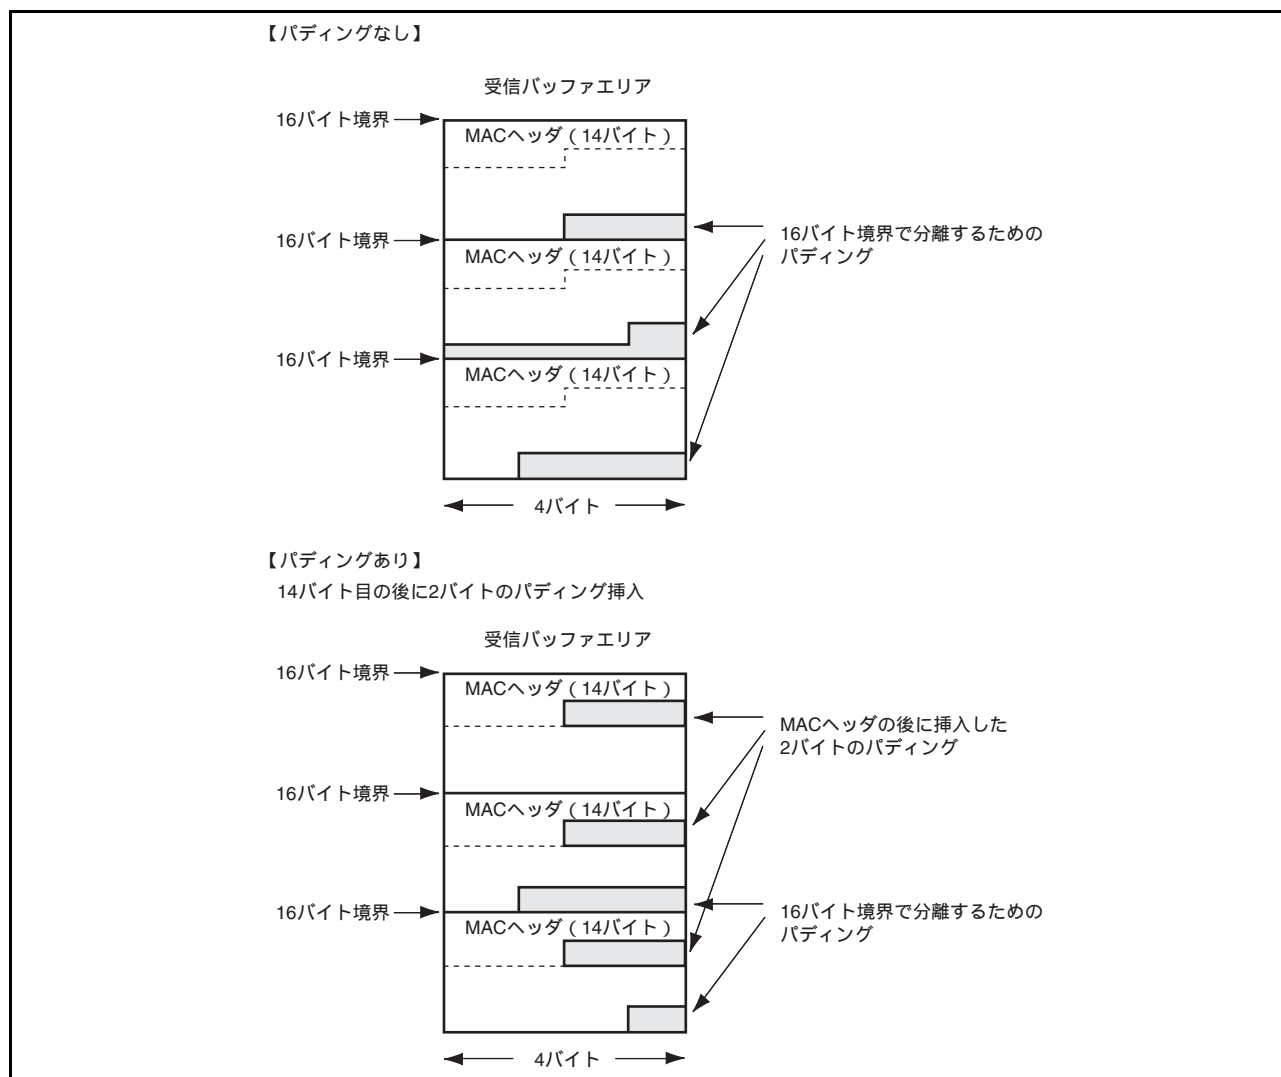 【パディングなし】
受信バッファエリア
16バイト境界
MACヘッダ（14バイト）
16バイト境界
MACヘッダ（14バイト）
16バイト境界で分離するための
パディング
16バイト境界
MACヘッダ（14バイト）
4バイト
【パディングあり】
14バイト目の後に2バイトのパディング挿入
受信バッファエリア
16バイト境界
MACヘッダ（14バイト）
MACヘッダの後に挿入した
2バイトのパディング
16バイト境界
MACヘッダ（14バイト）
16バイト境界
MACヘッダ（14バイト）
16バイト境界で分離するための
パディング
4バイト